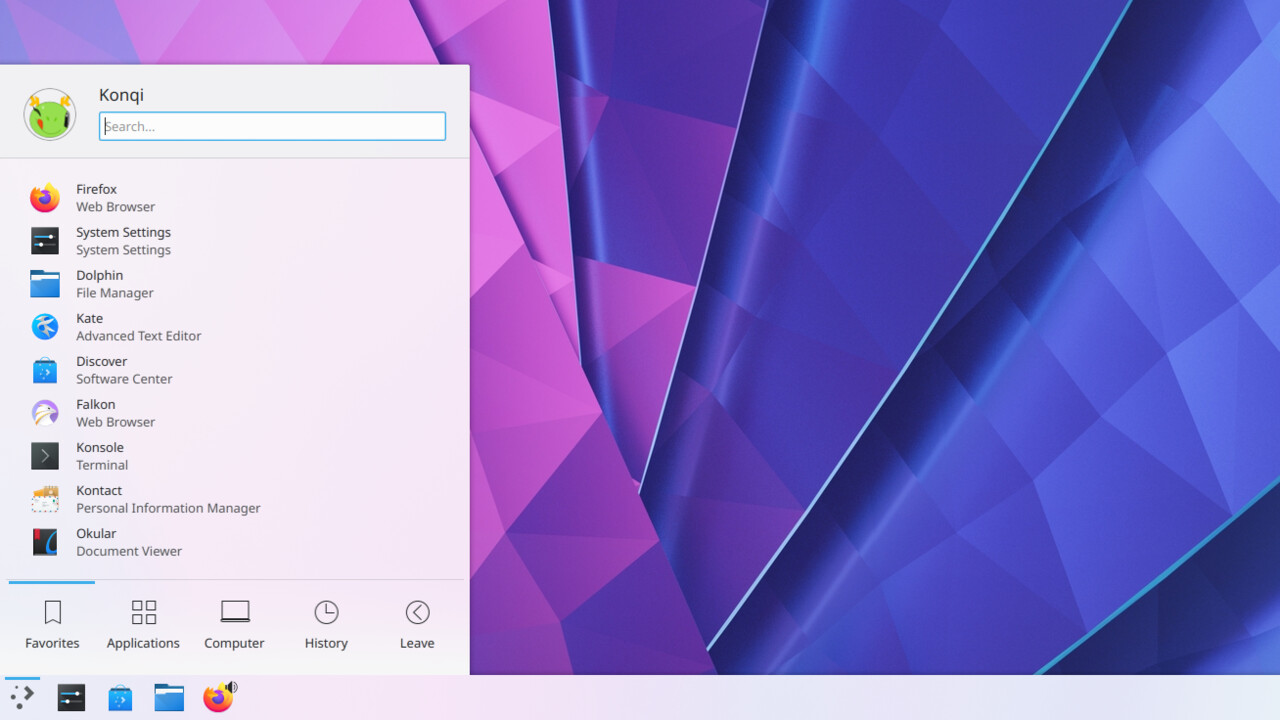 Konqi
Search...
Firefox
Web Browser
System Settings
System Settings
Dolphin
File Manager
Kate
Advanced Text Editor
Discover
Software Center
Falkon
Web Browser
Konsole
Terminal
Kontact
Personal Information Manager
Okular
Document Viewer
Favorites Applications Computer History Leave